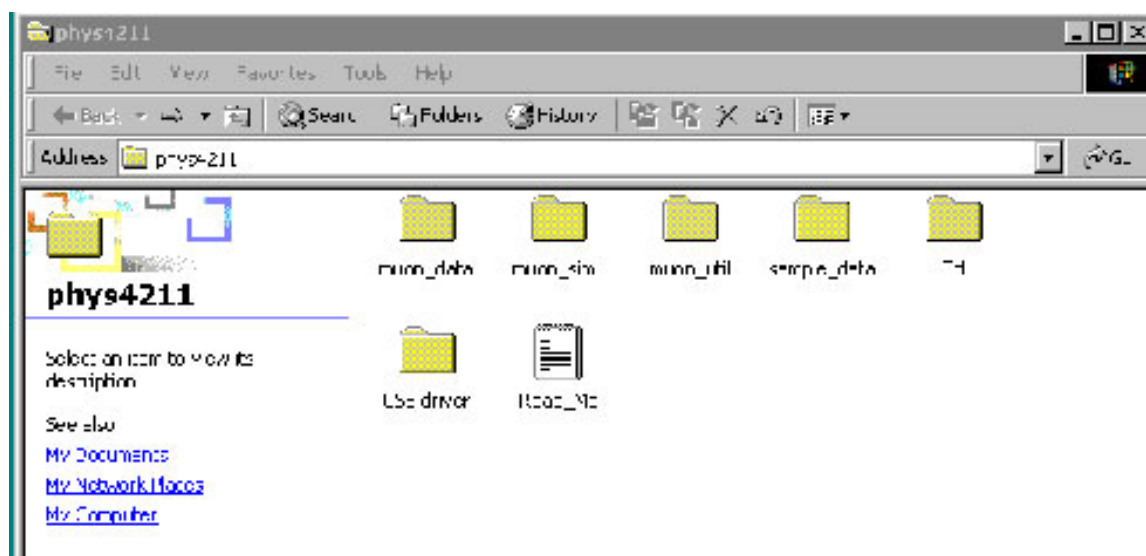 phys4211
File Edit View Favorites Tools Help
Back Searc Folders History
Address phys4211 G
muon_data muon_sim muon_util sample_data
phys4211
USB driver Read_Me
Select an item to view its
description
See also
My Documents
My Network Places
My Computer